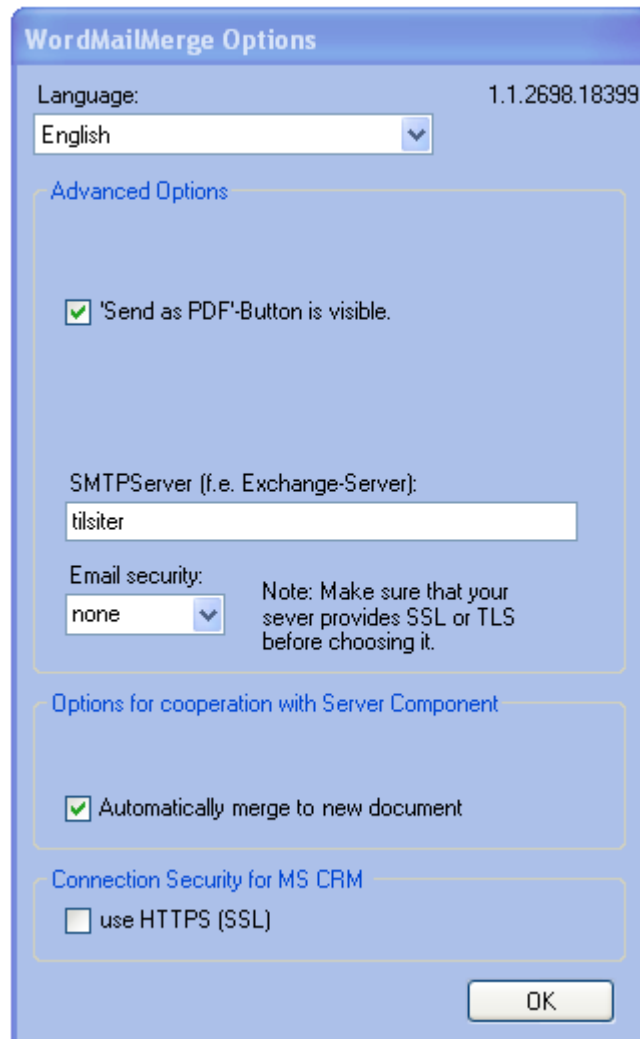 WordMailMerge Options
Language:
1.1.2698.18399
English
Advanced Options
'Send as PDF'-Button is visible.
SMTPServer (f.e. Exchange-Server):
tilsiter
Email security:
none
Note: Make sure that your
sever provides SSL or TLS
before choosing it.
Options for cooperation with Server Component
Automatically merge to new document
Connection Security for MS CRM
use HTTPS (SSL)
OK